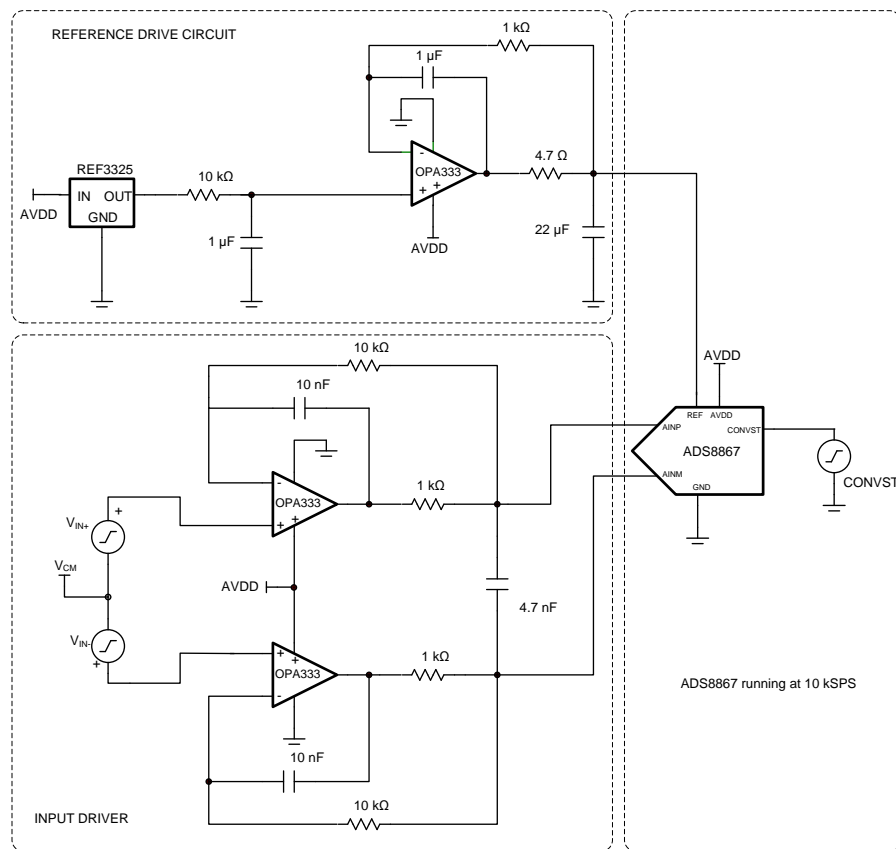 REFERENCE DRIVE CIRCUIT
1 kΩ
1 µF
-
OPA333
+ +
AVDD
4.7 Ω
22 µF
REF3325
IN OUT
GND
AVDD
10 kΩ
1 µF
10 kΩ
10 nF
-
OPA333
+ +
1 kΩ
VIN+
+
VCM
VIN-
+
AVDD
4.7 nF
+ +
OPA333
-
1 kΩ
10 nF
10 kΩ
INPUT DRIVER
AVDD
REF AVDD
AINP
CONVST
ADS8867
AINM
GND
CONVST
ADS8867 running at 10 kSPS